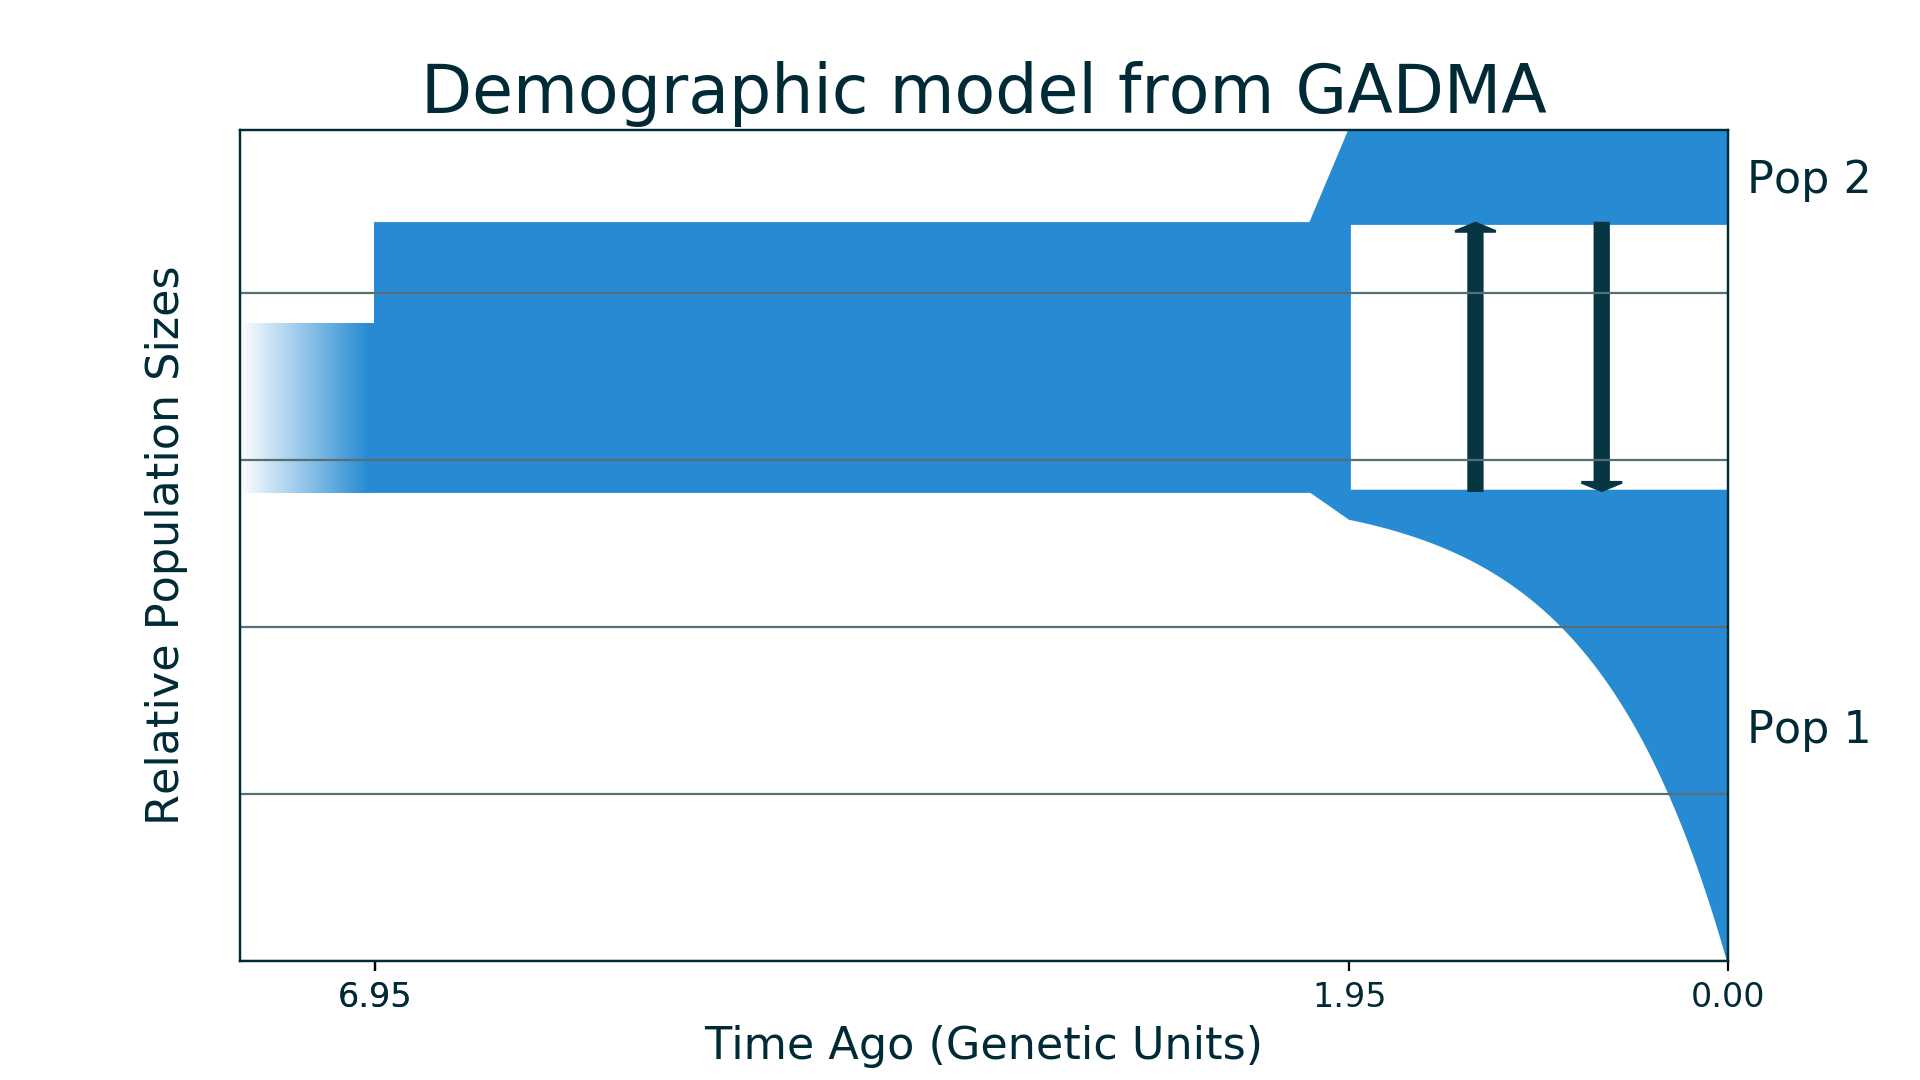 Demographic model from GADMA
Pop 2
Relative Population Sizes
Pop 1
6.95
1.95
0.00
Time Ago (Genetic Units)